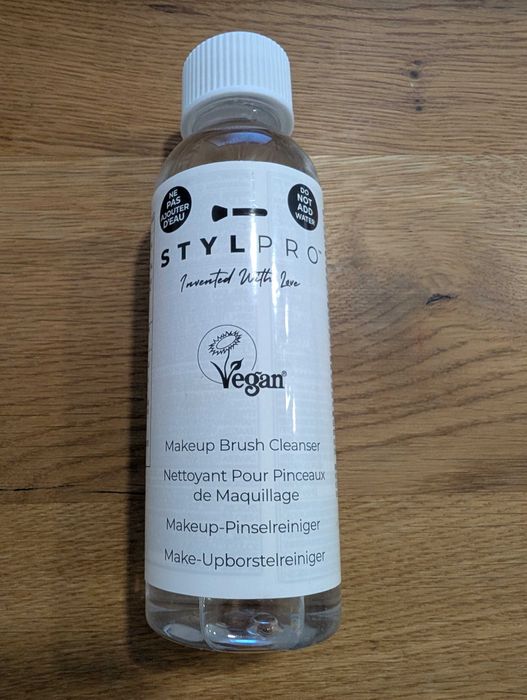 NE
PAS
AJOUTER
D'EAU
DO
NOT
ADD
WATER
STYLPRO™
Invented With Love
Vegan®
Makeup Brush Cleanser
Nettoyant Pour Pinceaux
de Maquillage
Makeup-Pinselreiniger
Make-Upborstelreiniger